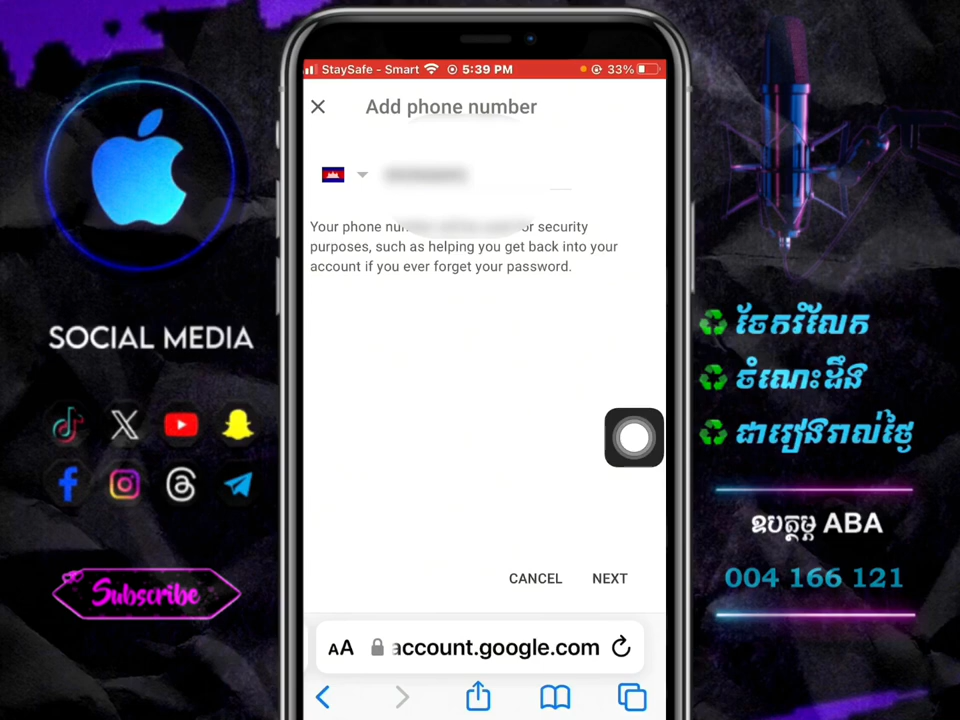 StaySafe - Smart 5:39 PM 33%
Add phone number
Your phone or security
purposes, such as helping you get back into your
account if you ever forget your password.
CANCEL NEXT
AA account.google.com
SOCIAL MEDIA
Subscribe
ចែករំលែក
ចំណេះដឹង
ជារៀងរាល់ថ្ងៃ
ឧបត្ថម្ភ ABA
004 166 121